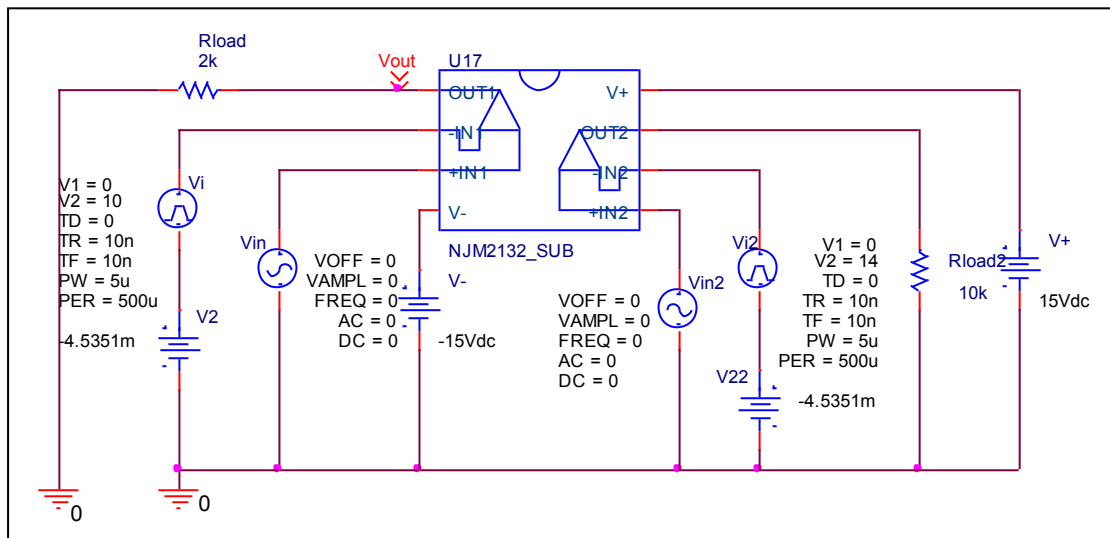 Rload
2k
Vout
U17
OUT1
-IN1
+IN1
V-
V+
OUT2
-IN2
+IN2
NJM2132_SUB
Vi
V1 = 0
V2 = 10
TD = 0
TR = 10n
TF = 10n
PW = 5u
PER = 500u
V2
-4.5351m
Vin
VOFF = 0
VAMPL = 0
FREQ = 0
AC = 0
DC = 0
V-
-15Vdc
Vin2
VOFF = 0
VAMPL = 0
FREQ = 0
AC = 0
DC = 0
Vi2
V1 = 0
V2 = 14
TD = 0
TR = 10n
TF = 10n
PW = 5u
PER = 500u
V22
-4.5351m
Rload2
10k
V+
15Vdc
0
0